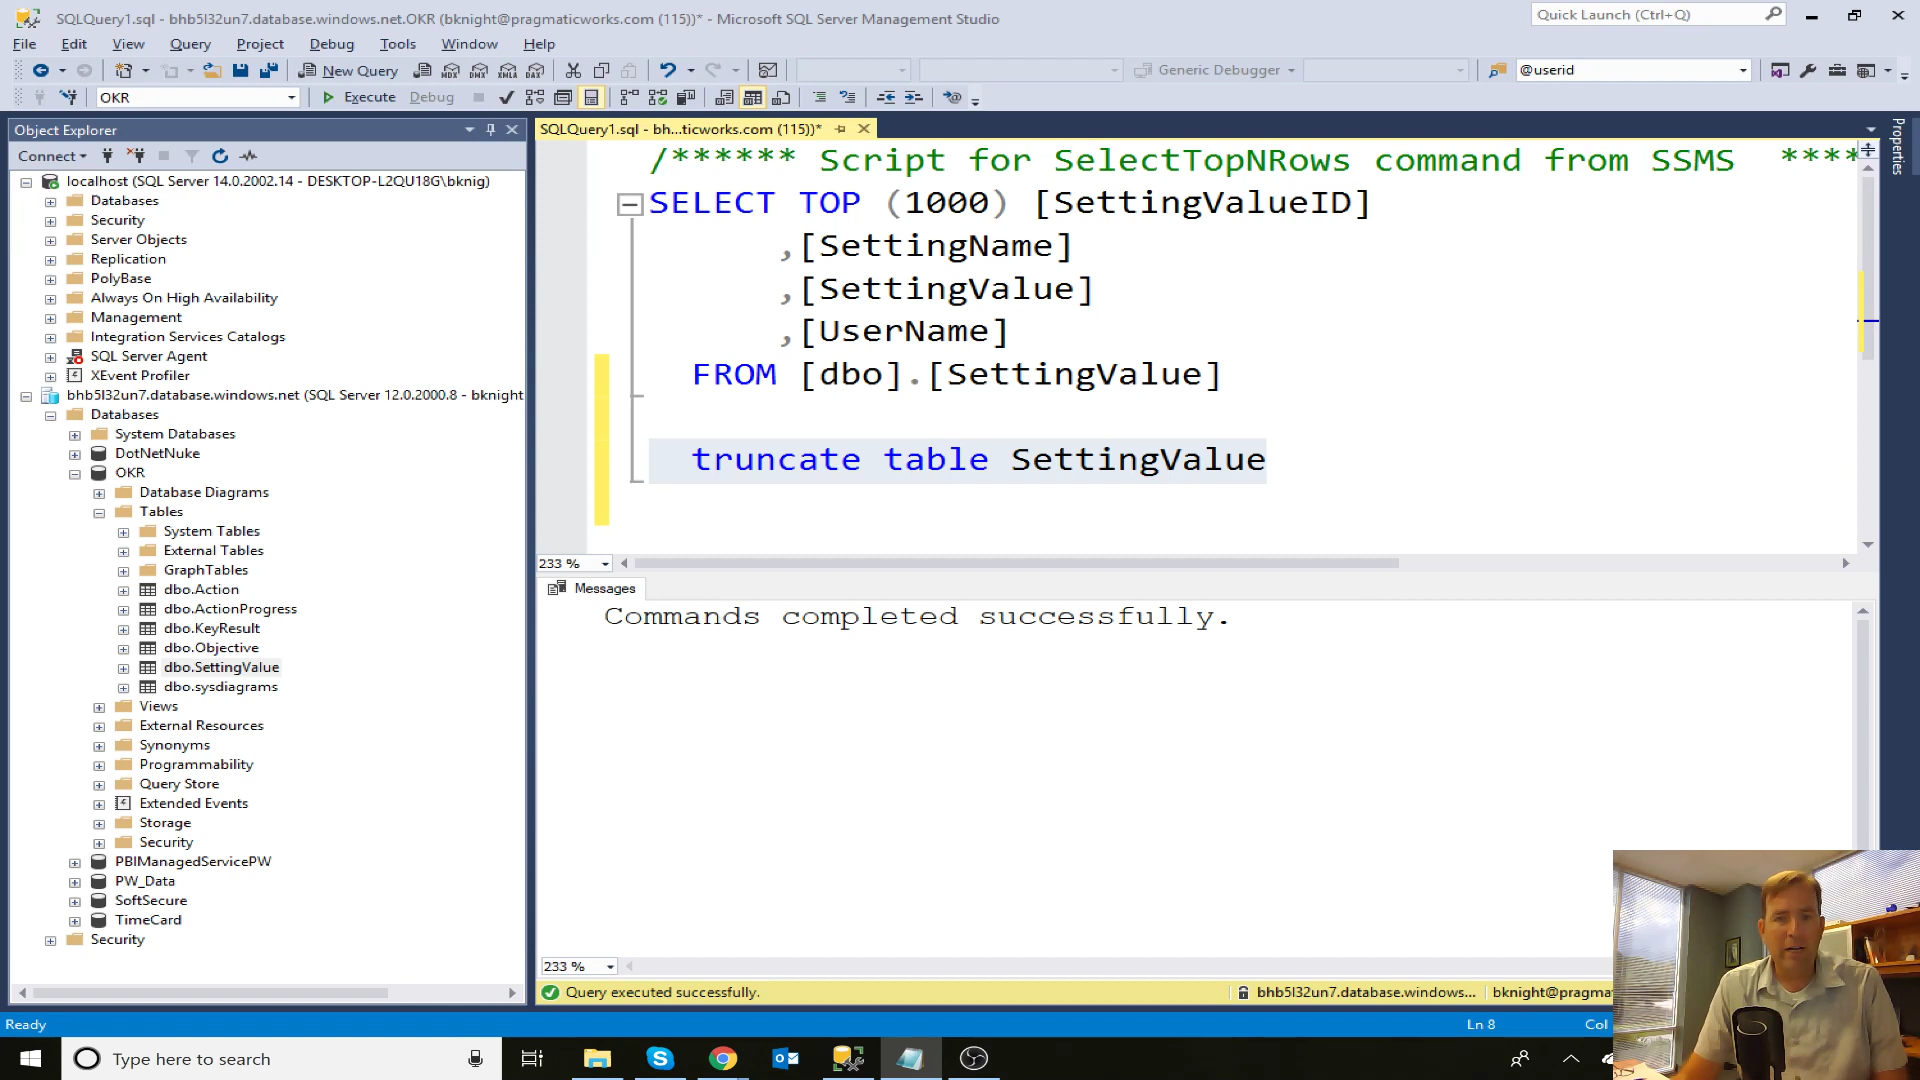 SQLQuery1.sql - bhb5l32un7.database.windows.net.OKR (bknight@pragmaticworks.com (115))* - Microsoft SQL Server Management Studio
Quick Launch (Ctrl+Q)
File Edit View Query Project Debug Tools Window Help
New Query
MDX DMX XMLA DAX
Generic Debugger
@userid
OKR
Execute Debug
Object Explorer
Connect
localhost (SQL Server 14.0.2002.14 - DESKTOP-L2QU18G\bknig)
Databases
Security
Server Objects
Replication
PolyBase
Always On High Availability
Management
Integration Services Catalogs
SQL Server Agent
XEvent Profiler
bhb5l32un7.database.windows.net (SQL Server 12.0.2000.8 - bknight
Databases
System Databases
DotNetNuke
OKR
Database Diagrams
Tables
System Tables
External Tables
GraphTables
dbo.Action
dbo.ActionProgress
dbo.KeyResult
dbo.Objective
dbo.SettingValue
dbo.sysdiagrams
Views
External Resources
Synonyms
Programmability
Query Store
Extended Events
Storage
Security
PBIManagedServicePW
PW_Data
SoftSecure
TimeCard
Security
SQLQuery1.sql - bh...ticworks.com (115))*
Properties
/****** Script for SelectTopNRows command from SSMS ****
SELECT TOP (1000) [SettingValueID]
,[SettingName]
,[SettingValue]
,[UserName]
FROM [dbo].[SettingValue]
truncate table SettingValue
233 %
Messages
Commands completed successfully.
233 %
Query executed successfully.
bhb5l32un7.database.windows...
bknight@pragma
Ready
Ln 8
Col
Type here to search